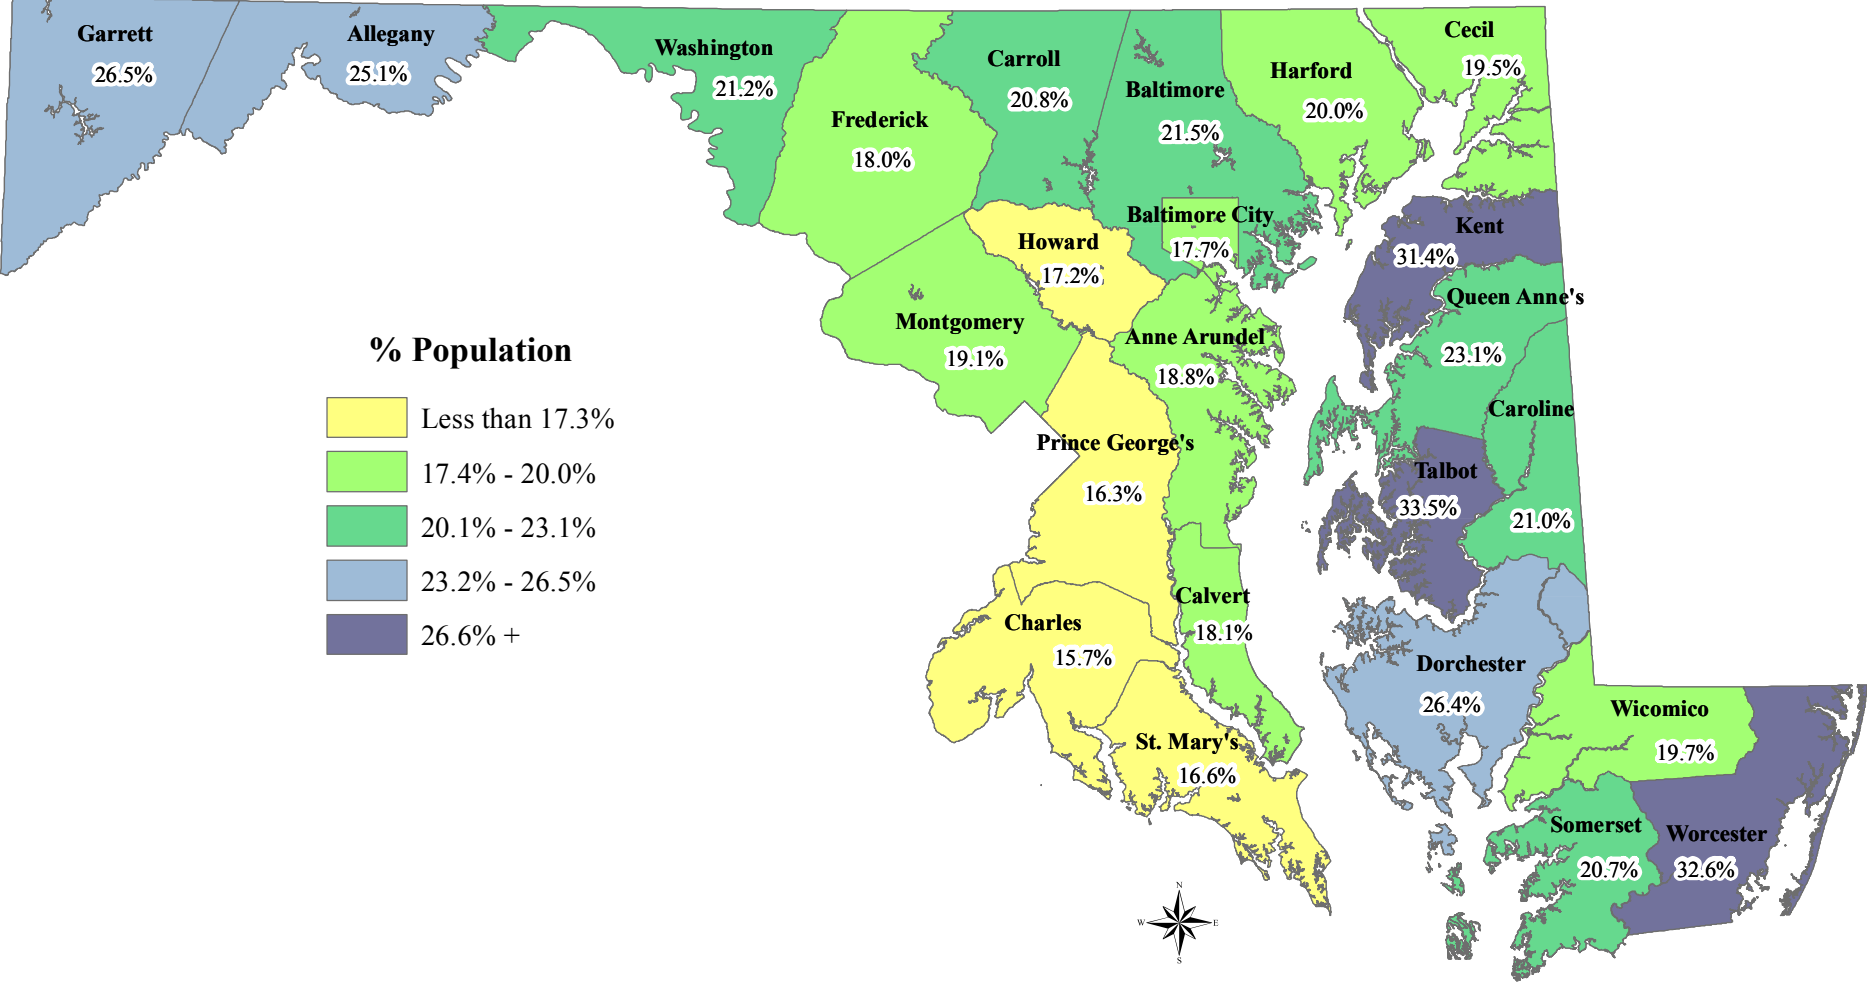 Garrett
26.5%
Allegany
25.1%
Washington
21.2%
Frederick
18.0%
Carroll
20.8%
Baltimore
21.5%
Harford
20.0%
Cecil
19.5%
Baltimore City
17.7%
Howard
17.2%
Kent
31.4%
Queen Anne's
23.1%
Montgomery
19.1%
Anne Arundel
18.8%
Caroline
21.0%
Prince George's
16.3%
Talbot
33.5%
Calvert
18.1%
Charles
15.7%
Dorchester
26.4%
St. Mary's
16.6%
Wicomico
19.7%
Somerset
20.7%
Worcester
32.6%
% Population
Less than 17.3%
17.4% - 20.0%
20.1% - 23.1%
23.2% - 26.5%
26.6% +
N
W
E
S